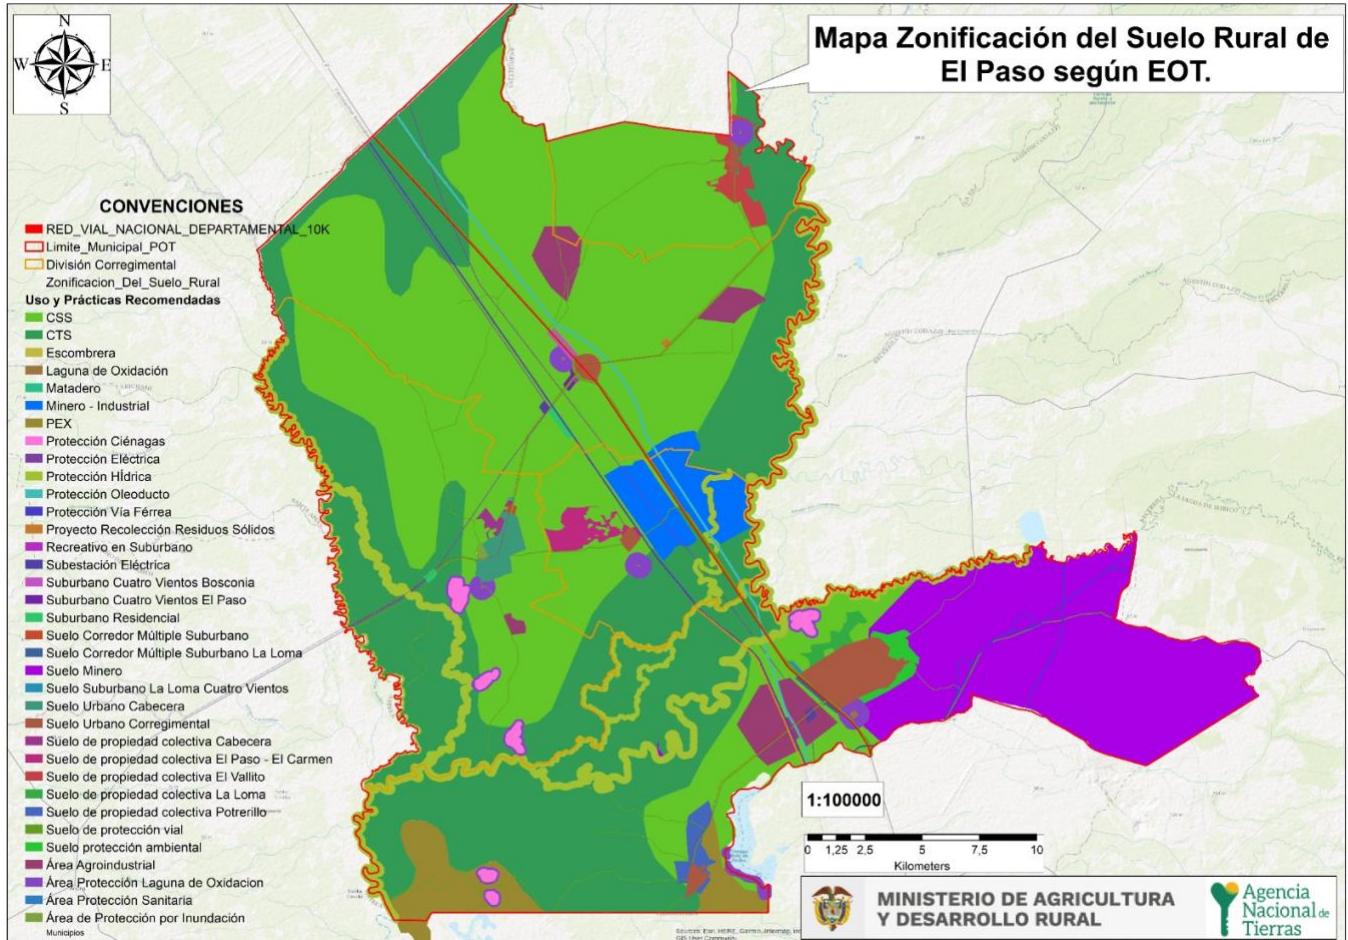 N
W
E
S
Mapa Zonificación del Suelo Rural de
El Paso según EOT.
CONVENCIONES
RED_VIAL_NACIONAL_DEPARTAMENTAL_10K
Limite_Municipal_POT
División Corregimental
Zonificacion_Del_Suelo_Rural
Uso y Prácticas Recomendadas
CSS
CTS
Escombrera
Laguna de Oxidación
Matadero
Minero - Industrial
PEX
Protección Ciénagas
Protección Eléctrica
Protección HÍdrica
Protección Oleoducto
Protección Vía Férrea
Proyecto Recolección Residuos Sólidos
Recreativo en Suburbano
Subestación Eléctrica
Suburbano Cuatro Vientos Bosconia
Suburbano Cuatro Vientos El Paso
Suburbano Residencial
Suelo Corredor Múltiple Suburbano
Suelo Corredor Múltiple Suburbano La Loma
Suelo Minero
Suelo Suburbano La Loma Cuatro Vientos
Suelo Urbano Cabecera
Suelo Urbano Corregimental
Suelo de propiedad colectiva Cabecera
Suelo de propiedad colectiva El Paso - El Carmen
Suelo de propiedad colectiva El Vallito
Suelo de propiedad colectiva La Loma
Suelo de propiedad colectiva Potrerillo
Suelo de protección vial
Suelo protección ambiental
Área Agroindustrial
Área Protección Laguna de Oxidacion
Área Protección Sanitaria
Área de Protección por Inundación
Municipios
1:100000
0 1,25 2,5 5 7,5 10
Kilometers
MINISTERIO DE AGRICULTURA
Y DESARROLLO RURAL
Agencia
Nacional de
Tierras